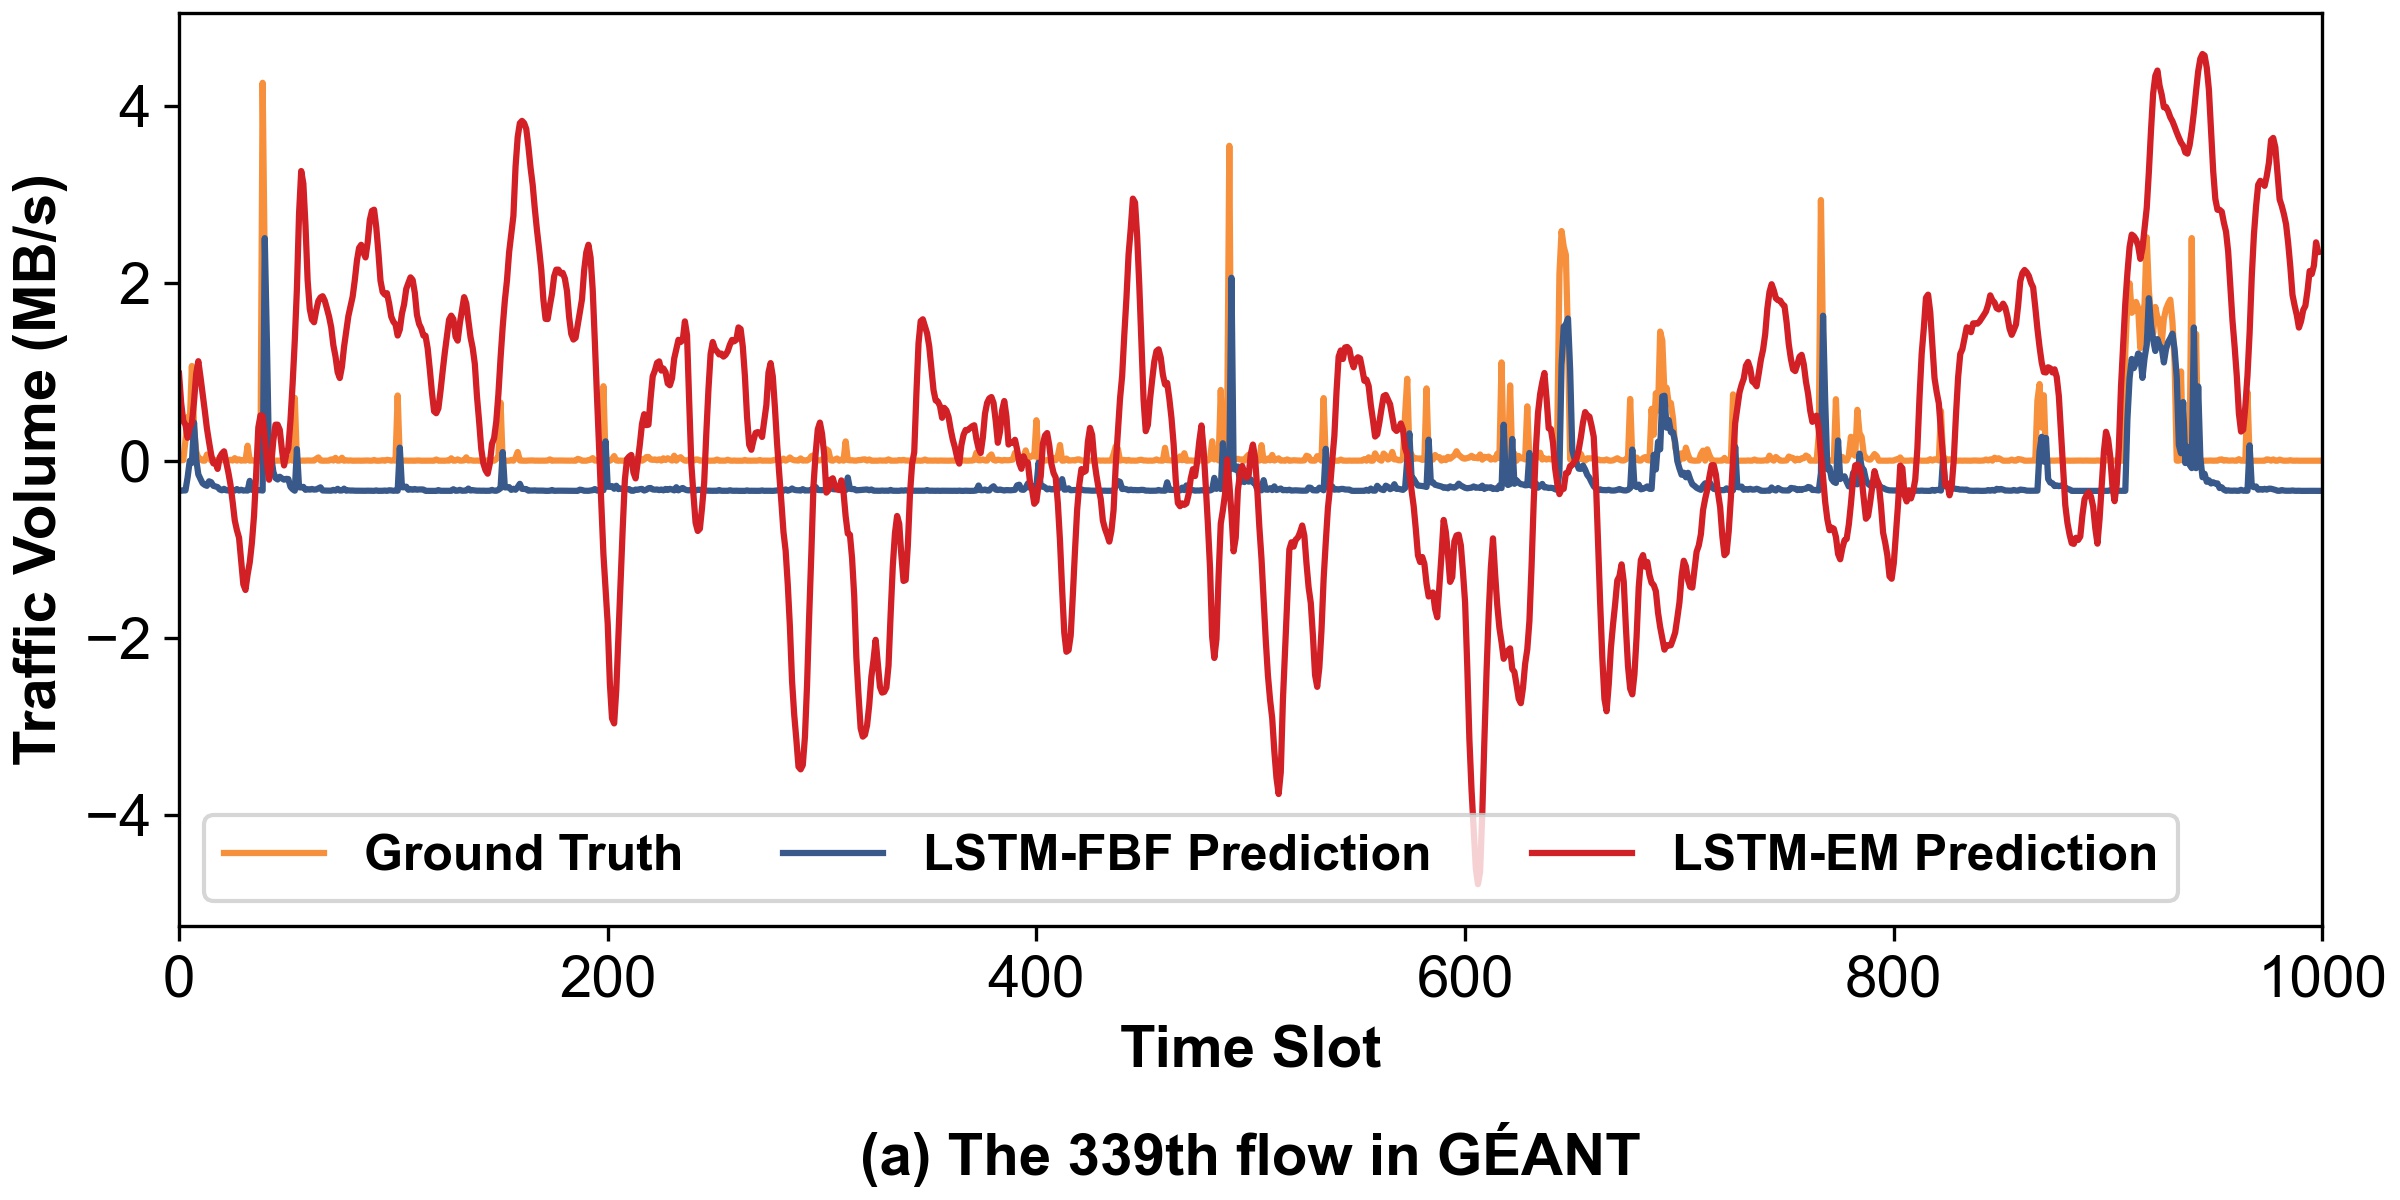 Traffic Volume (MB/s)
4
2
0
−2
−4
Ground Truth LSTM-FBF Prediction LSTM-EM Prediction
0 200 400 600 800 1000
Time Slot
(a) The 339th flow in GÉANT